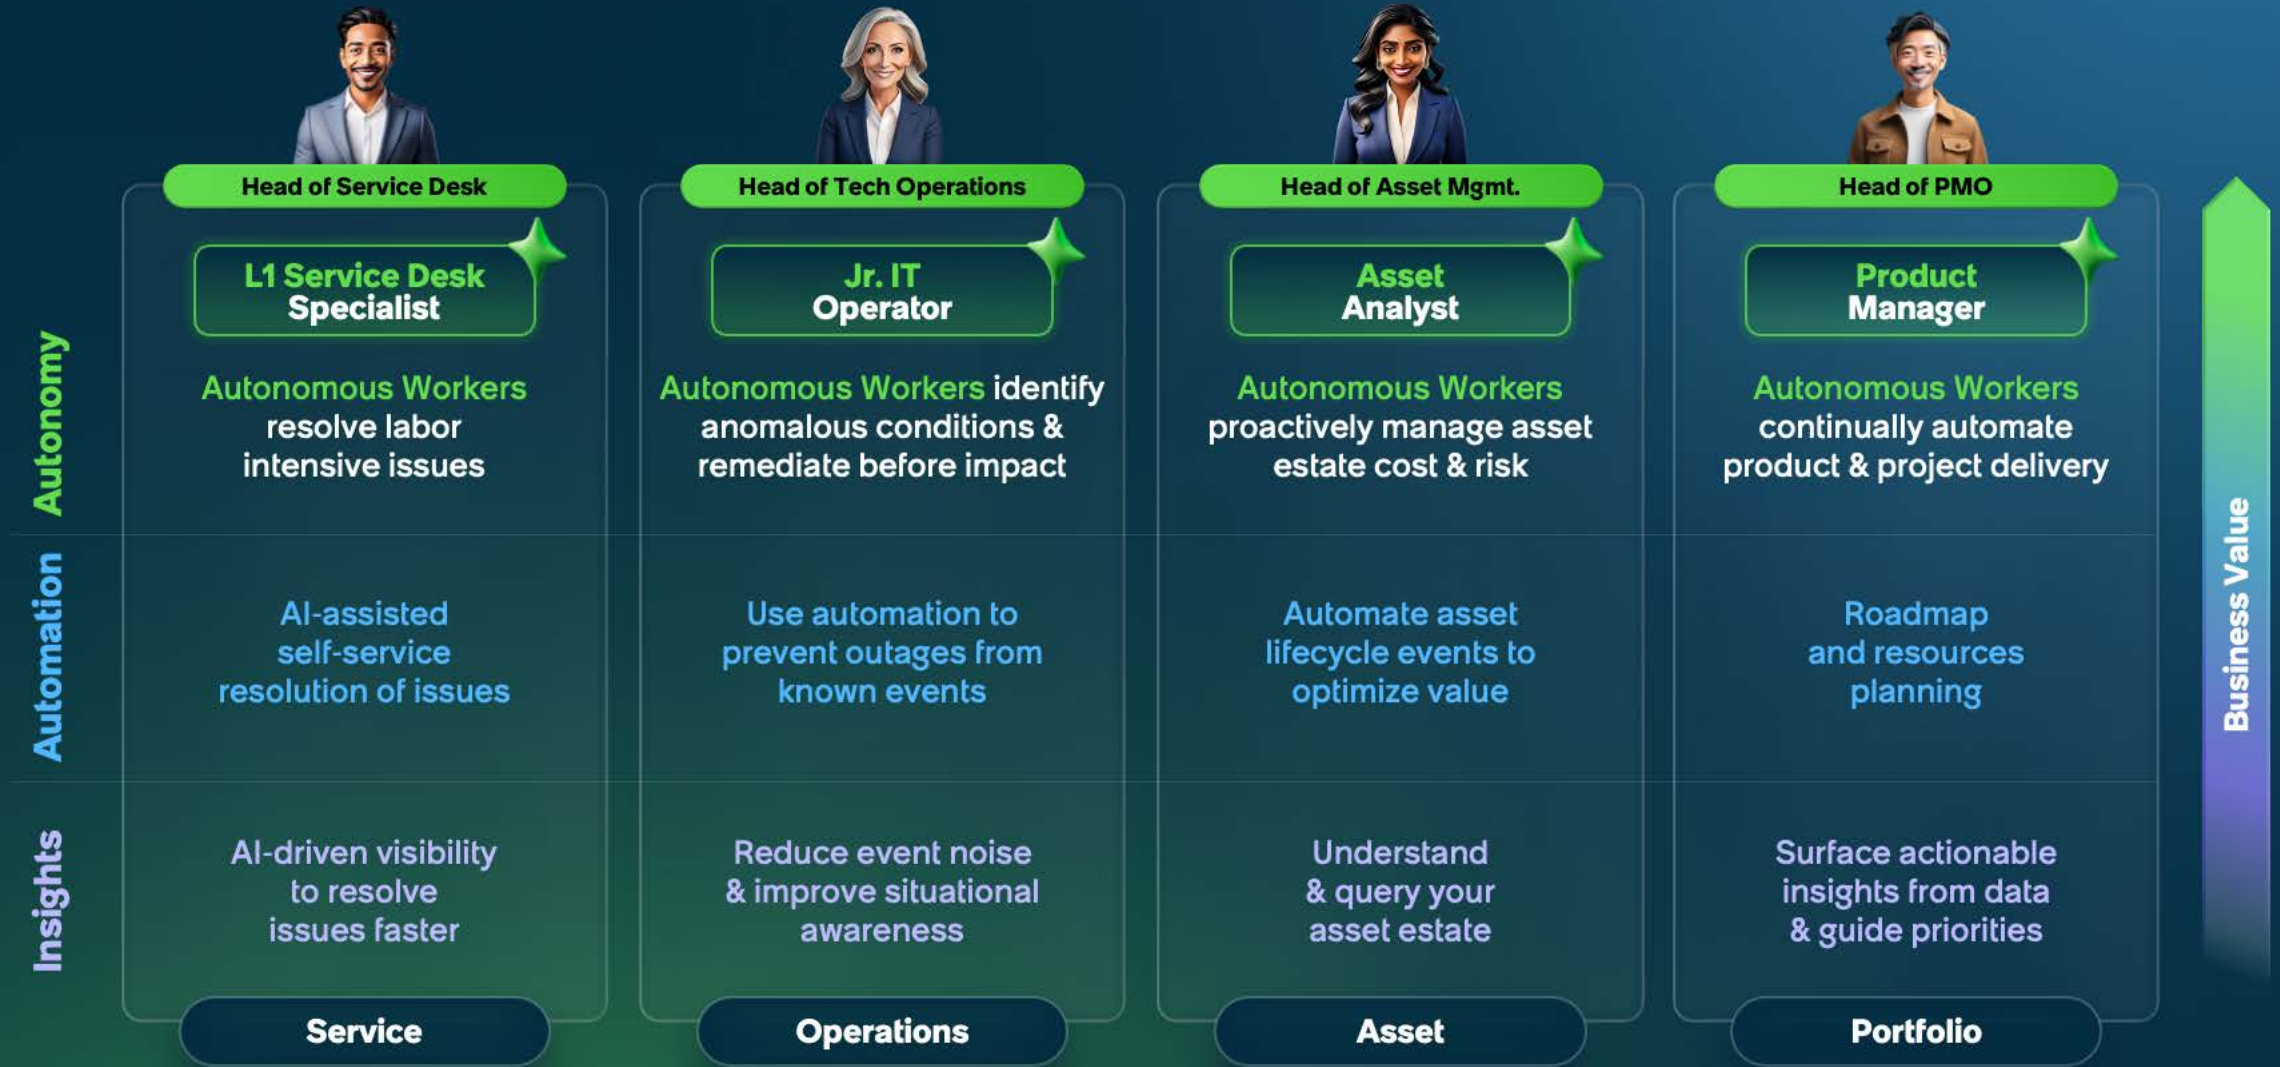 Head of Service Desk
Head of Tech Operations
Head of Asset Mgmt.
Head of PMO
L1 Service Desk
Specialist
Jr. IT
Operator
Asset
Analyst
Product
Manager
Autonomy
Autonomous Workers
resolve labor
intensive issues
Autonomous Workers identify
anomalous conditions &
remediate before impact
Autonomous Workers
proactively manage asset
estate cost & risk
Autonomous Workers
continually automate
product & project delivery
Automation
AI-assisted
self-service
resolution of issues
Use automation to
prevent outages from
known events
Automate asset
lifecycle events to
optimize value
Roadmap
and resources
planning
Insights
AI-driven visibility
to resolve
issues faster
Reduce event noise
& improve situational
awareness
Understand
& query your
asset estate
Surface actionable
insights from data
& guide priorities
Business Value
Service
Operations
Asset
Portfolio